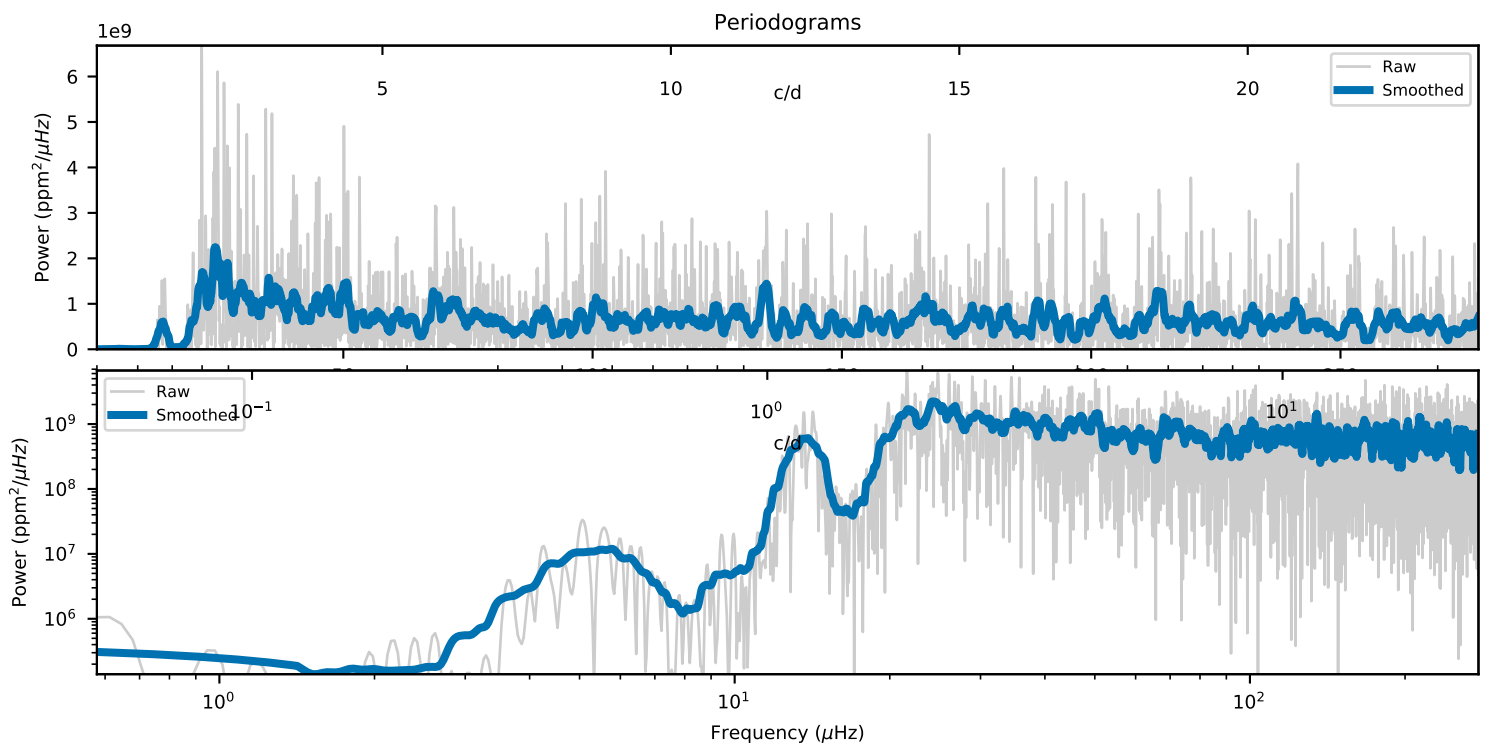 Periodograms
1e9
Power (ppm²/μHz)
6
5
4
3
2
1
0
5
10
15
20
c/d
Raw
Smoothed
Power (ppm²/μHz)
10⁹
10⁸
10⁷
10⁶
Raw
Smoothed
10⁻¹
10⁰
10¹
c/d
10⁰
10¹
10²
Frequency (μHz)